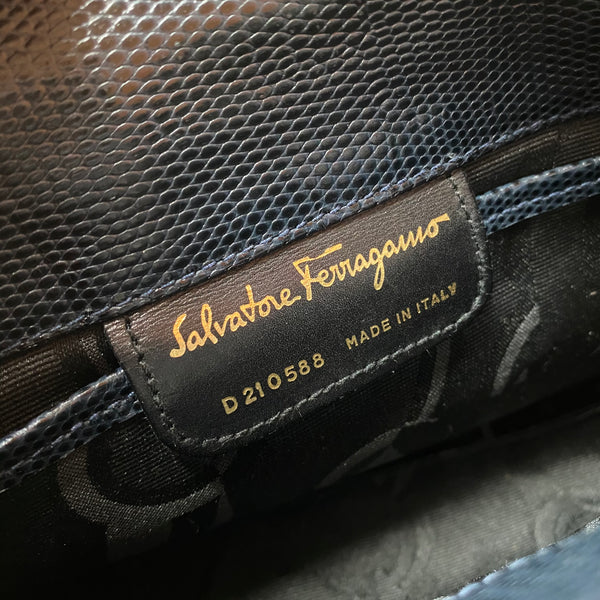 Salvatore Ferragamo
D 210588 MADE IN ITALY